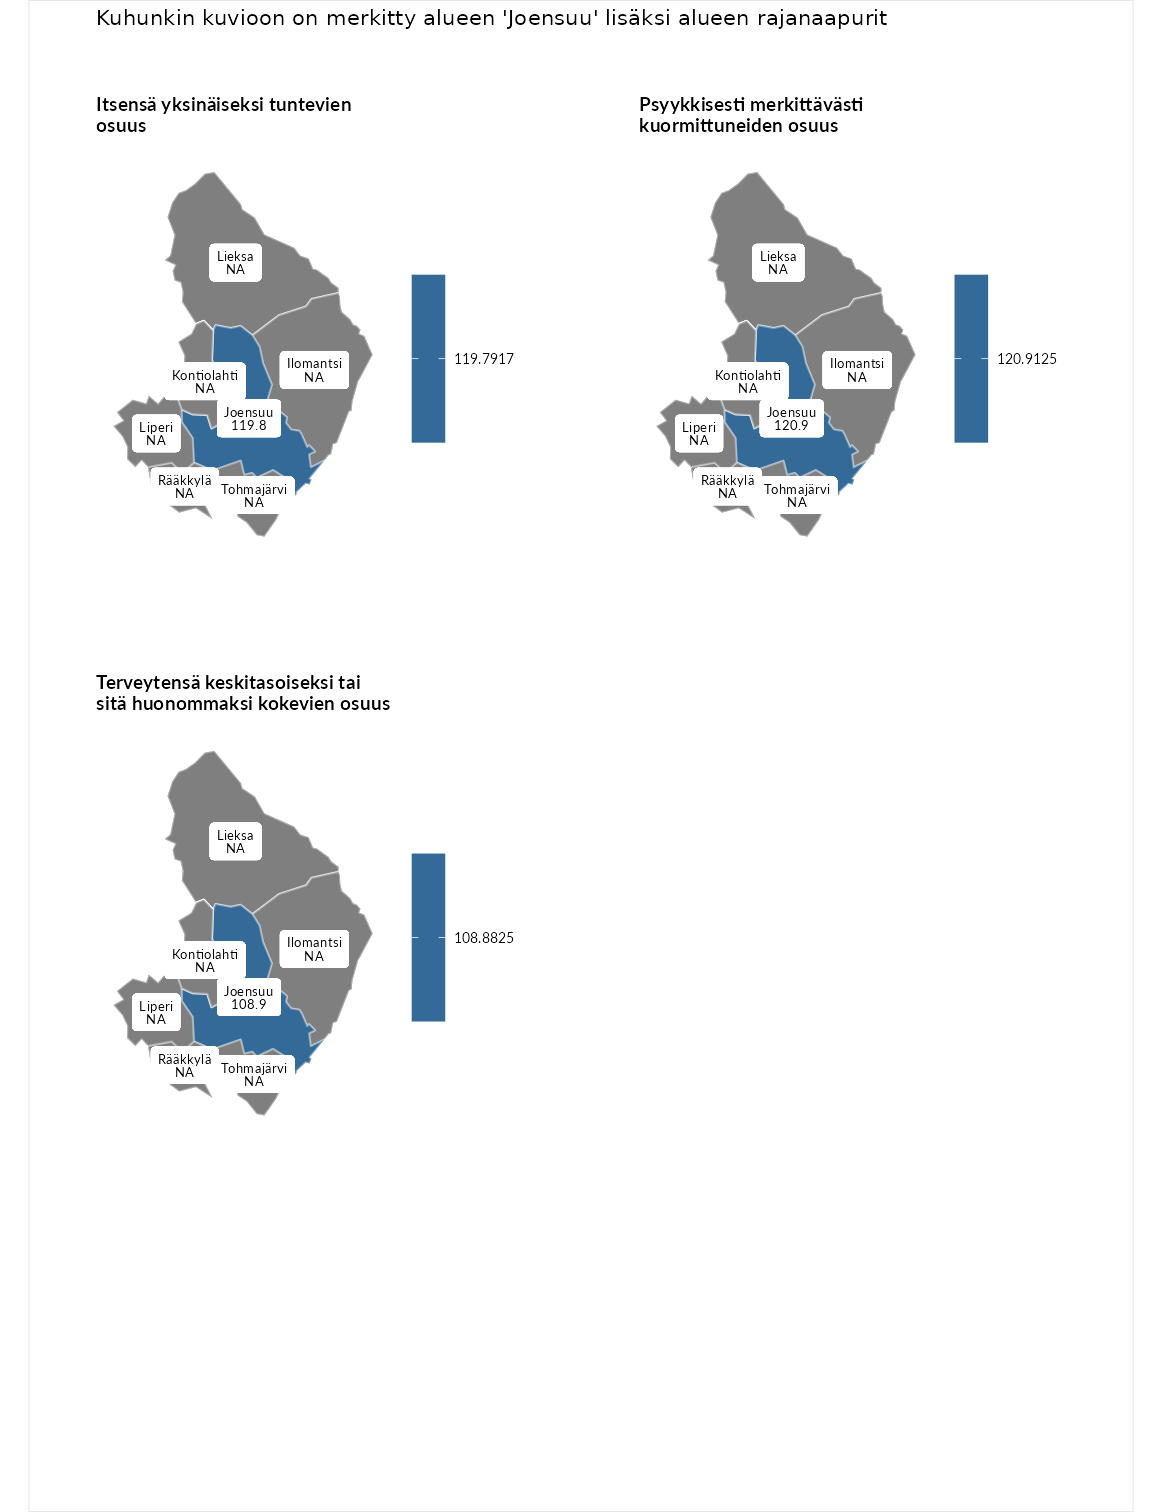 Kuhunkin kuvioon on merkitty alueen 'Joensuu' lisäksi alueen rajanaapurit
Itsensä yksinäiseksi tuntevien
osuus
Lieksa
NA
Ilomantsi
NA
Kontiolahti
NA
Joensuu
119.8
Liperi
NA
Rääkkylä
NA
Tohmajärvi
NA
119.7917
Psyykkisesti merkittävästi
kuormittuneiden osuus
Lieksa
NA
Ilomantsi
NA
Kontiolahti
NA
Joensuu
120.9
Liperi
NA
Rääkkylä
NA
Tohmajärvi
NA
120.9125
Terveytensä keskitasoiseksi tai
sitä huonommaksi kokevien osuus
Lieksa
NA
Ilomantsi
NA
Kontiolahti
NA
Joensuu
108.9
Liperi
NA
Rääkkylä
NA
Tohmajärvi
NA
108.8825